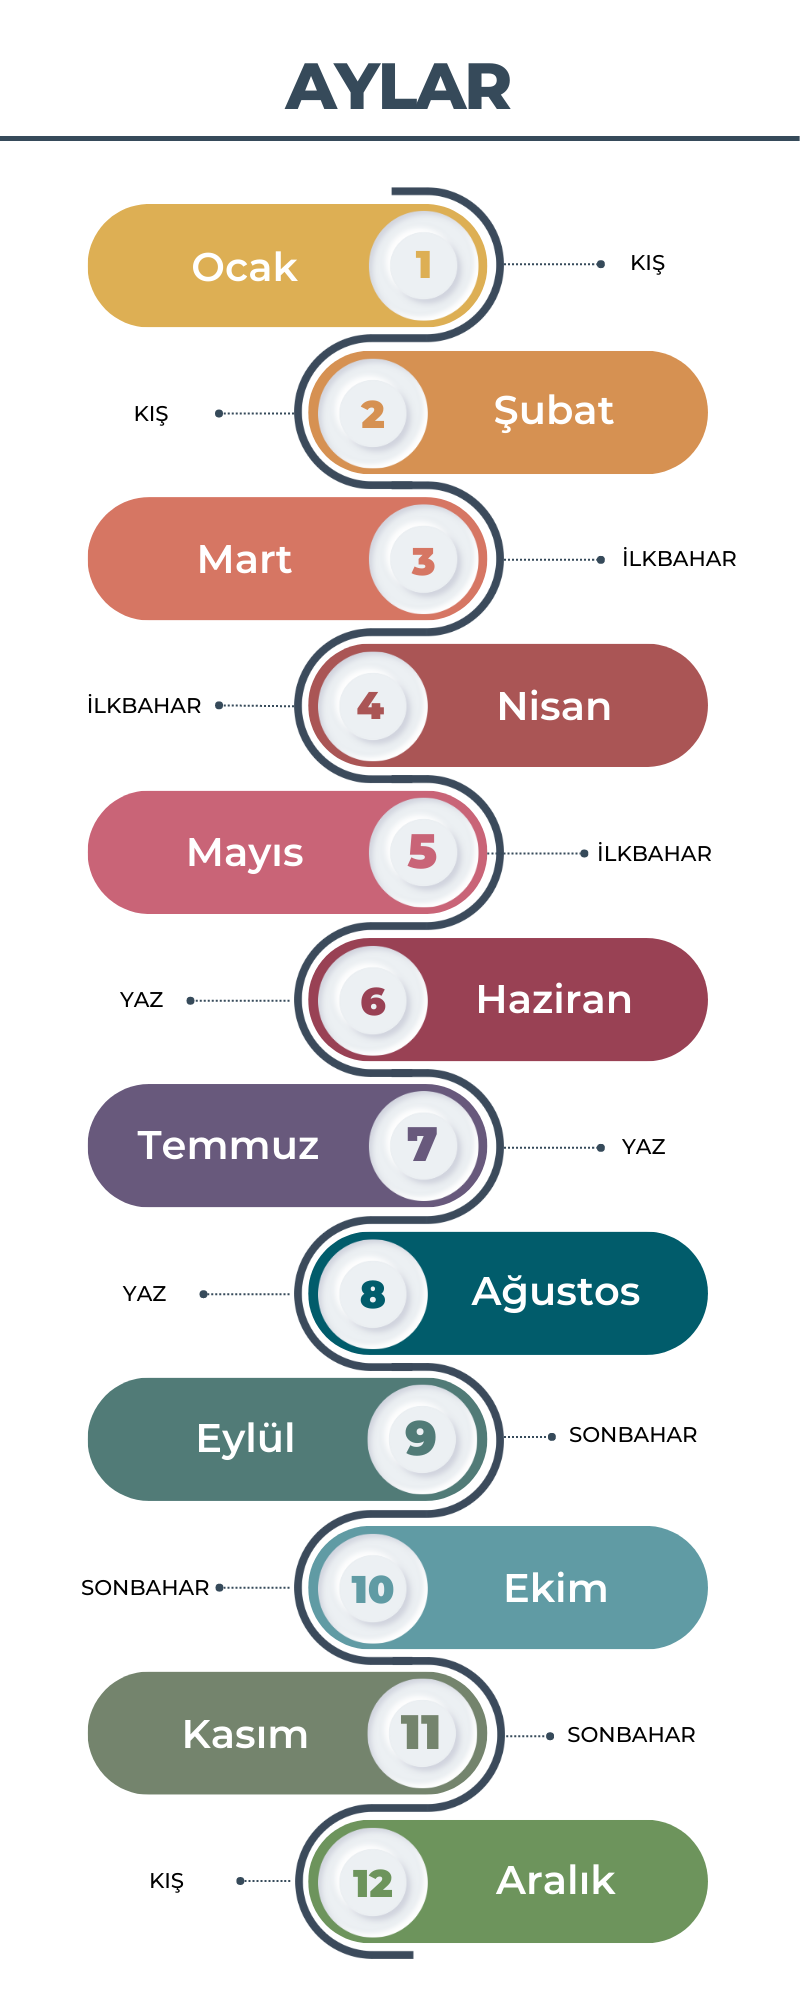 AYLAR
Ocak 1 KIŞ
KIŞ 2 Şubat
Mart 3 İLKBAHAR
İLKBAHAR 4 Nisan
Mayıs 5 İLKBAHAR
YAZ 6 Haziran
Temmuz 7 YAZ
YAZ 8 Ağustos
Eylül 9 SONBAHAR
SONBAHAR 10 Ekim
Kasım 11 SONBAHAR
KIŞ 12 Aralık